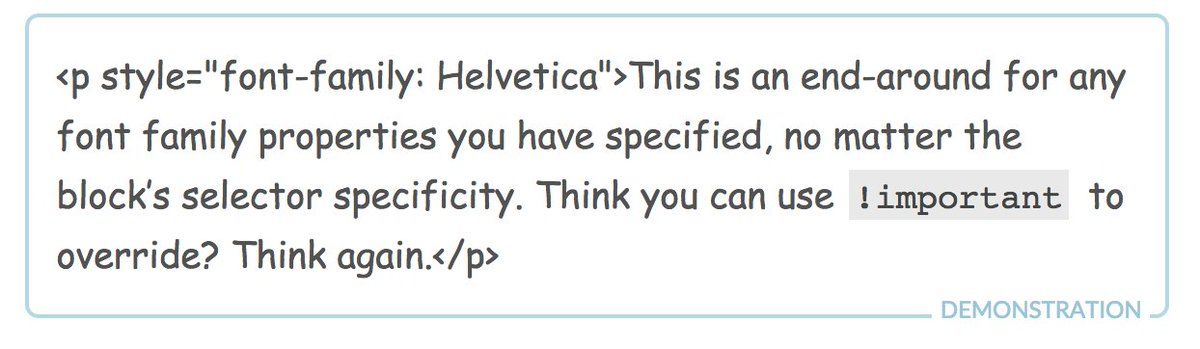 <p style="font-family: Helvetica">This is an end-around for any
font family properties you have specified, no matter the
block’s selector specificity. Think you can use !important to
override? Think again.</p>
DEMONSTRATION